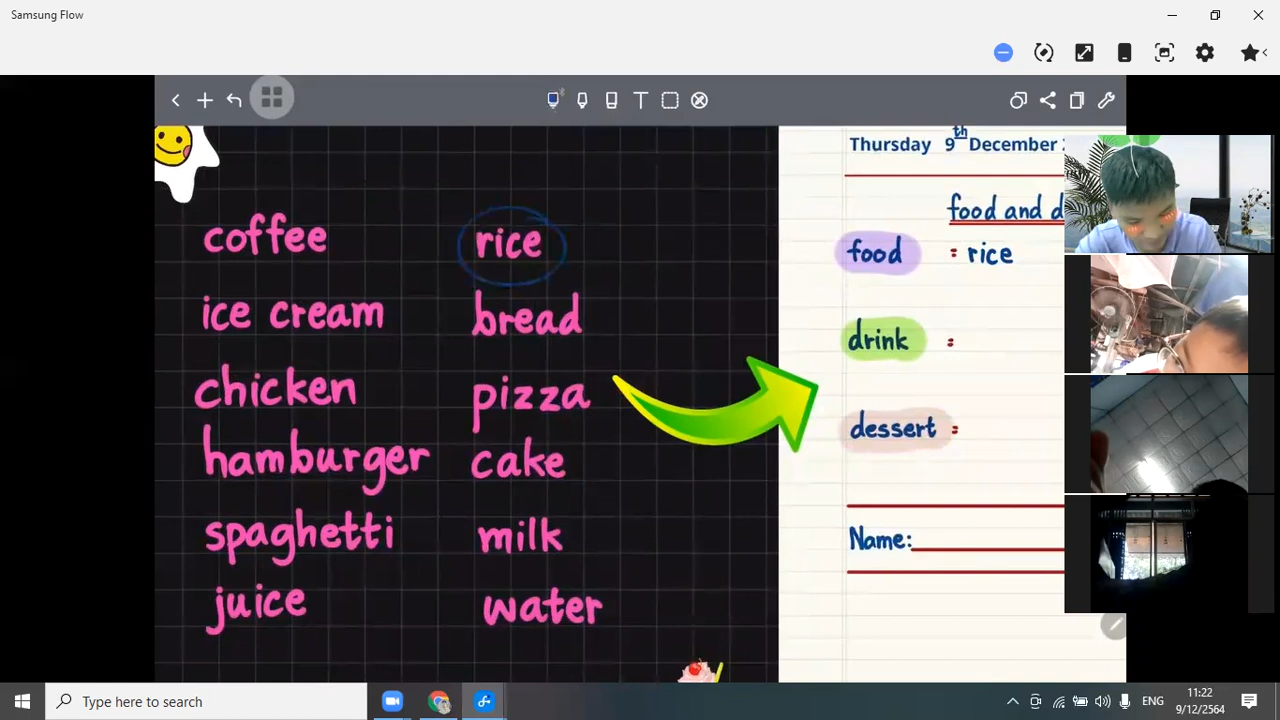 Samsung Flow
Thursday 9th December
food and d
coffee
rice
food : rice
ice cream
bread
drink :
chicken
pizza
dessert :
hamburger
cake
spaghetti
milk
Name:
juice
water
Type here to search
ENG
11:22
9/12/2564